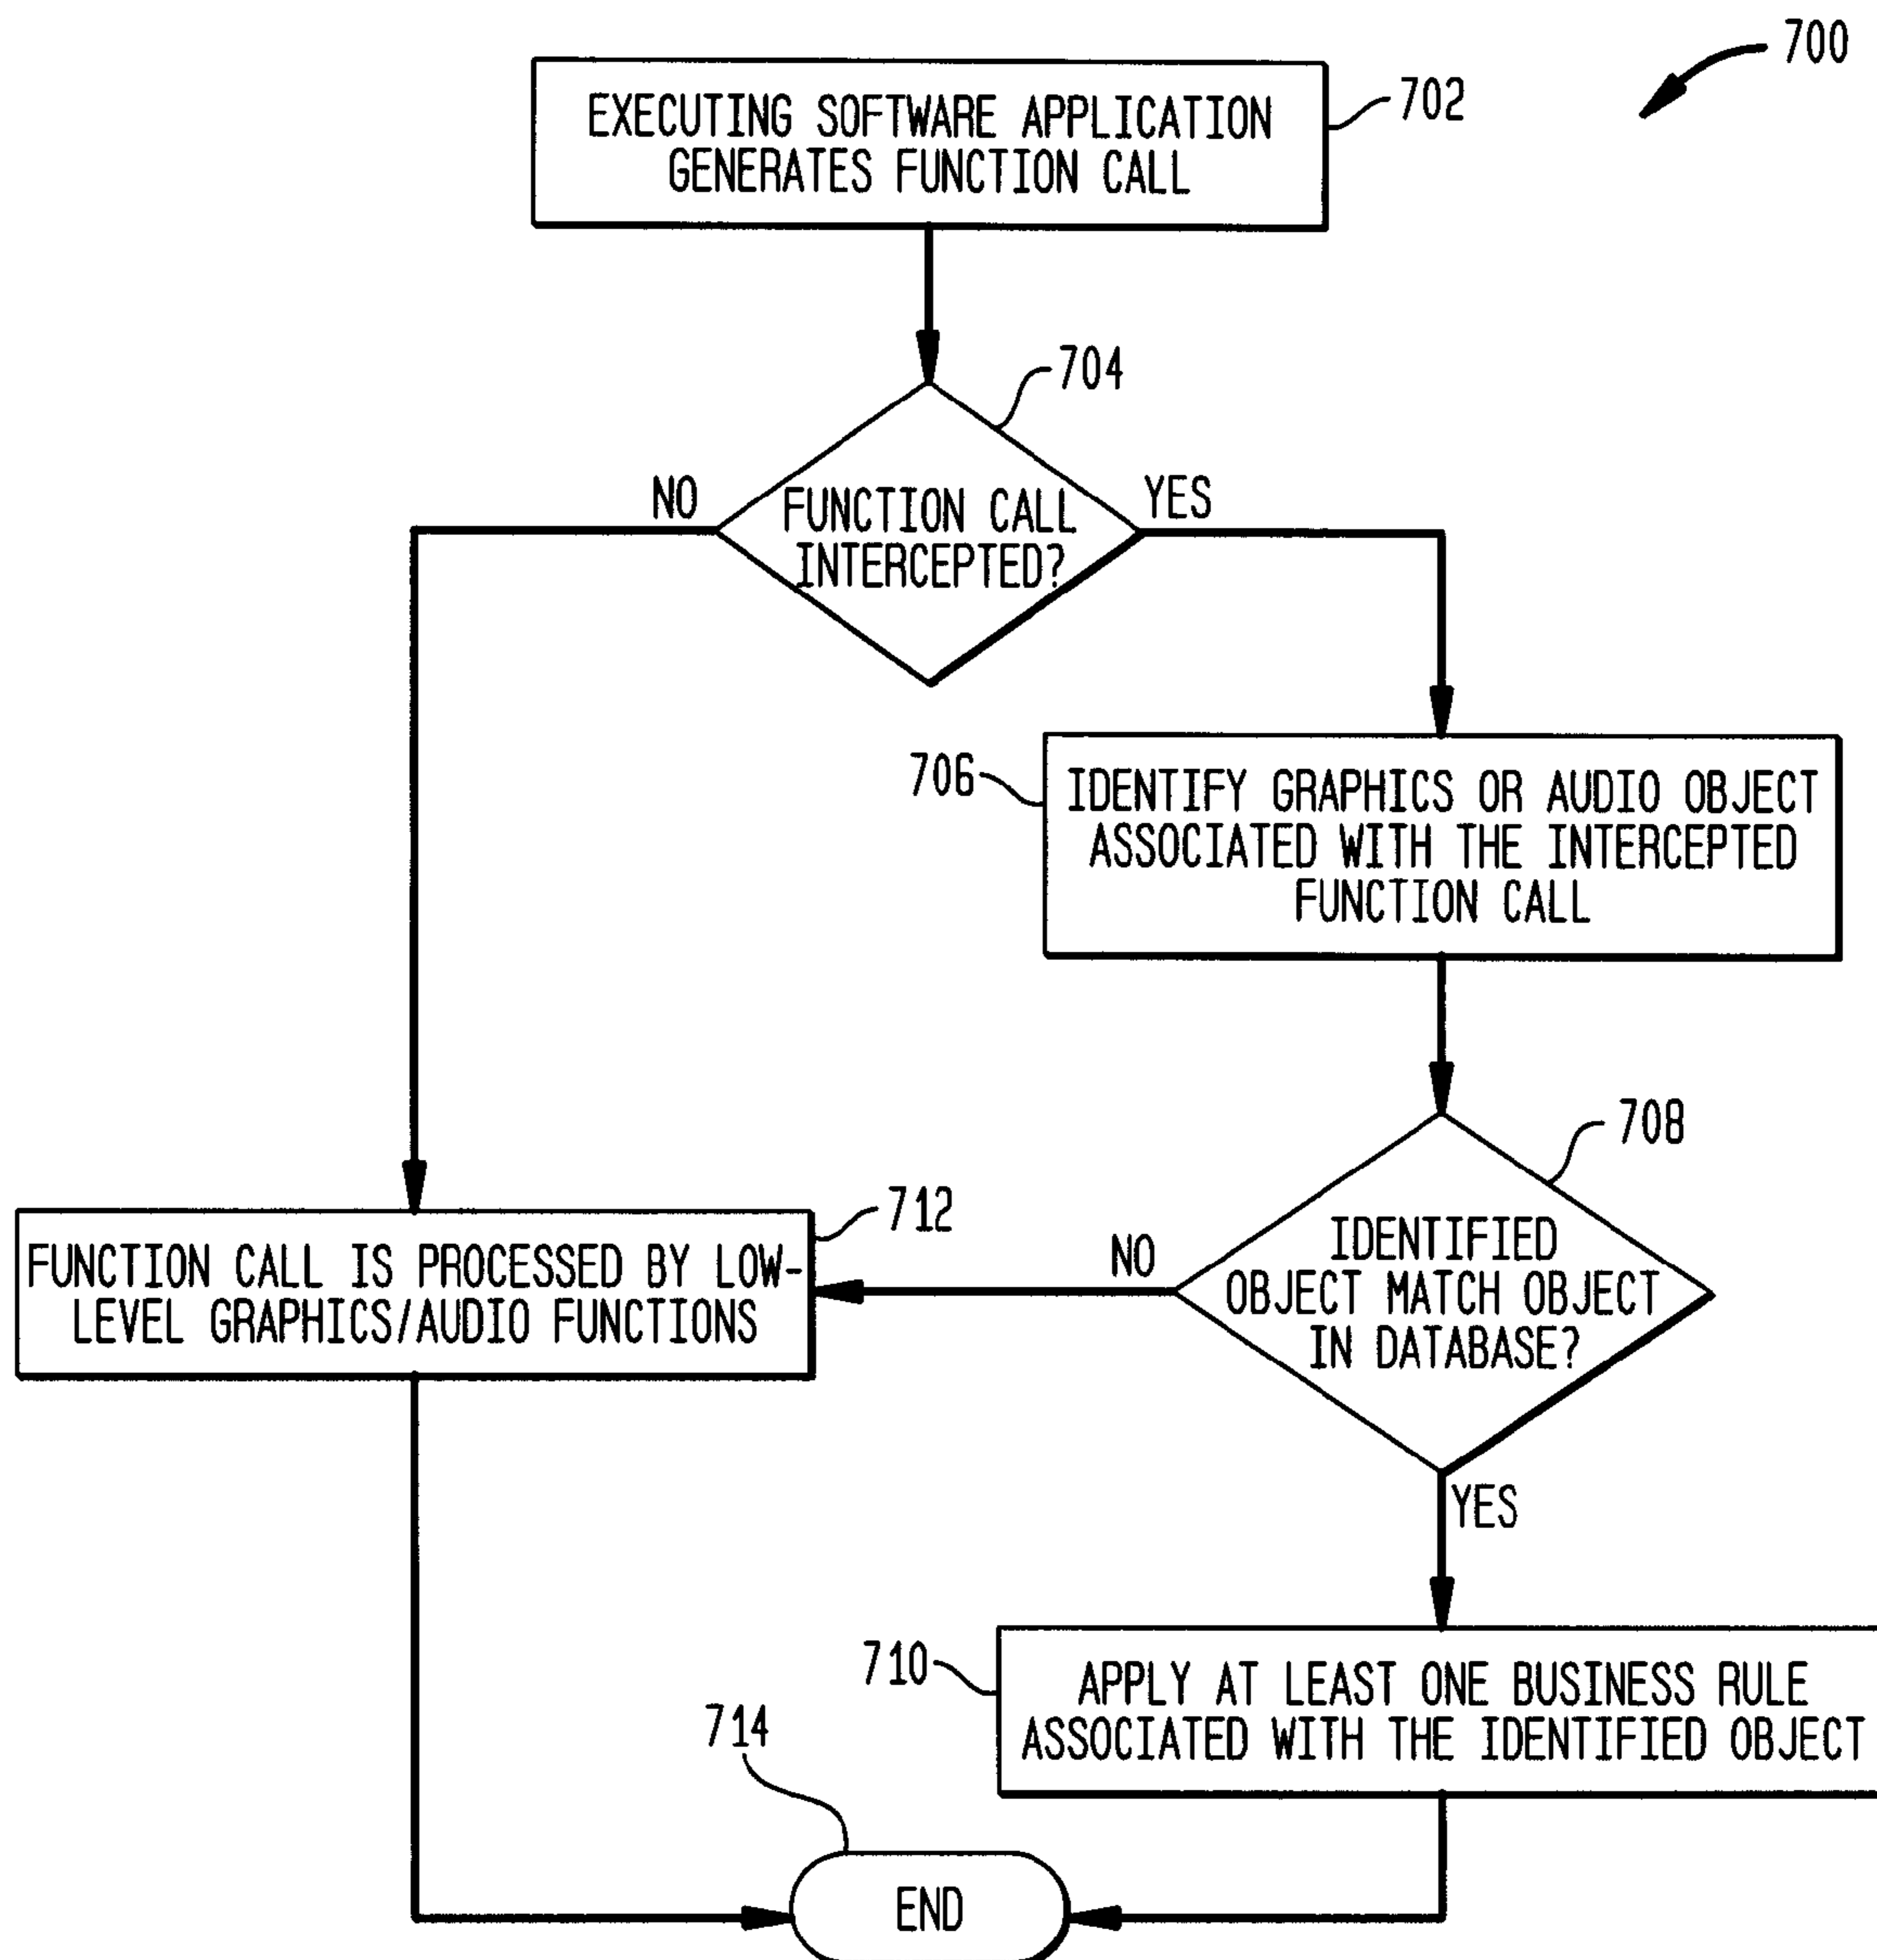 700
EXECUTING SOFTWARE APPLICATION
GENERATES FUNCTION CALL
702
704
NO
YES
FUNCTION CALL
INTERCEPTED?
706
IDENTIFY GRAPHICS OR AUDIO OBJECT
ASSOCIATED WITH THE INTERCEPTED
FUNCTION CALL
708
712
FUNCTION CALL IS PROCESSED BY LOW-
LEVEL GRAPHICS/AUDIO FUNCTIONS
NO
IDENTIFIED
OBJECT MATCH OBJECT
IN DATABASE?
YES
710
APPLY AT LEAST ONE BUSINESS RULE
ASSOCIATED WITH THE IDENTIFIED OBJECT
714
END